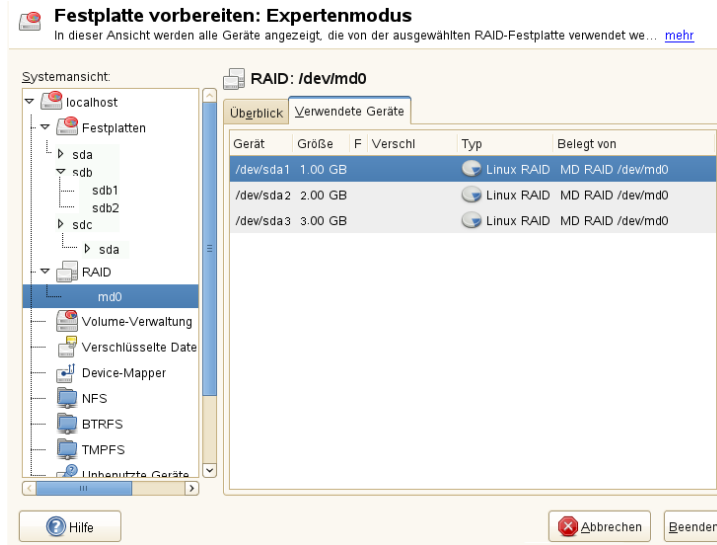 Festplatte vorbereiten: Expertenmodus
In dieser Ansicht werden alle Geräte angezeigt, die von der ausgewählten RAID-Festplatte verwendet we... mehr
Systemansicht:
localhost
Festplatten
sda
sdb
sdb1
sdb2
sdc
sda
RAID
md0
Volume-Verwaltung
Verschlüsselte Date
Device-Mapper
NFS
BTRFS
TMPFS
Unbenutzte Geräte
RAID: /dev/md0
Überblick Verwendete Geräte
Gerät Größe F Verschl Typ Belegt von
/dev/sda1 1.00 GB Linux RAID MD RAID /dev/md0
/dev/sda2 2.00 GB Linux RAID MD RAID /dev/md0
/dev/sda3 3.00 GB Linux RAID MD RAID /dev/md0
Hilfe Abbrechen Beenden